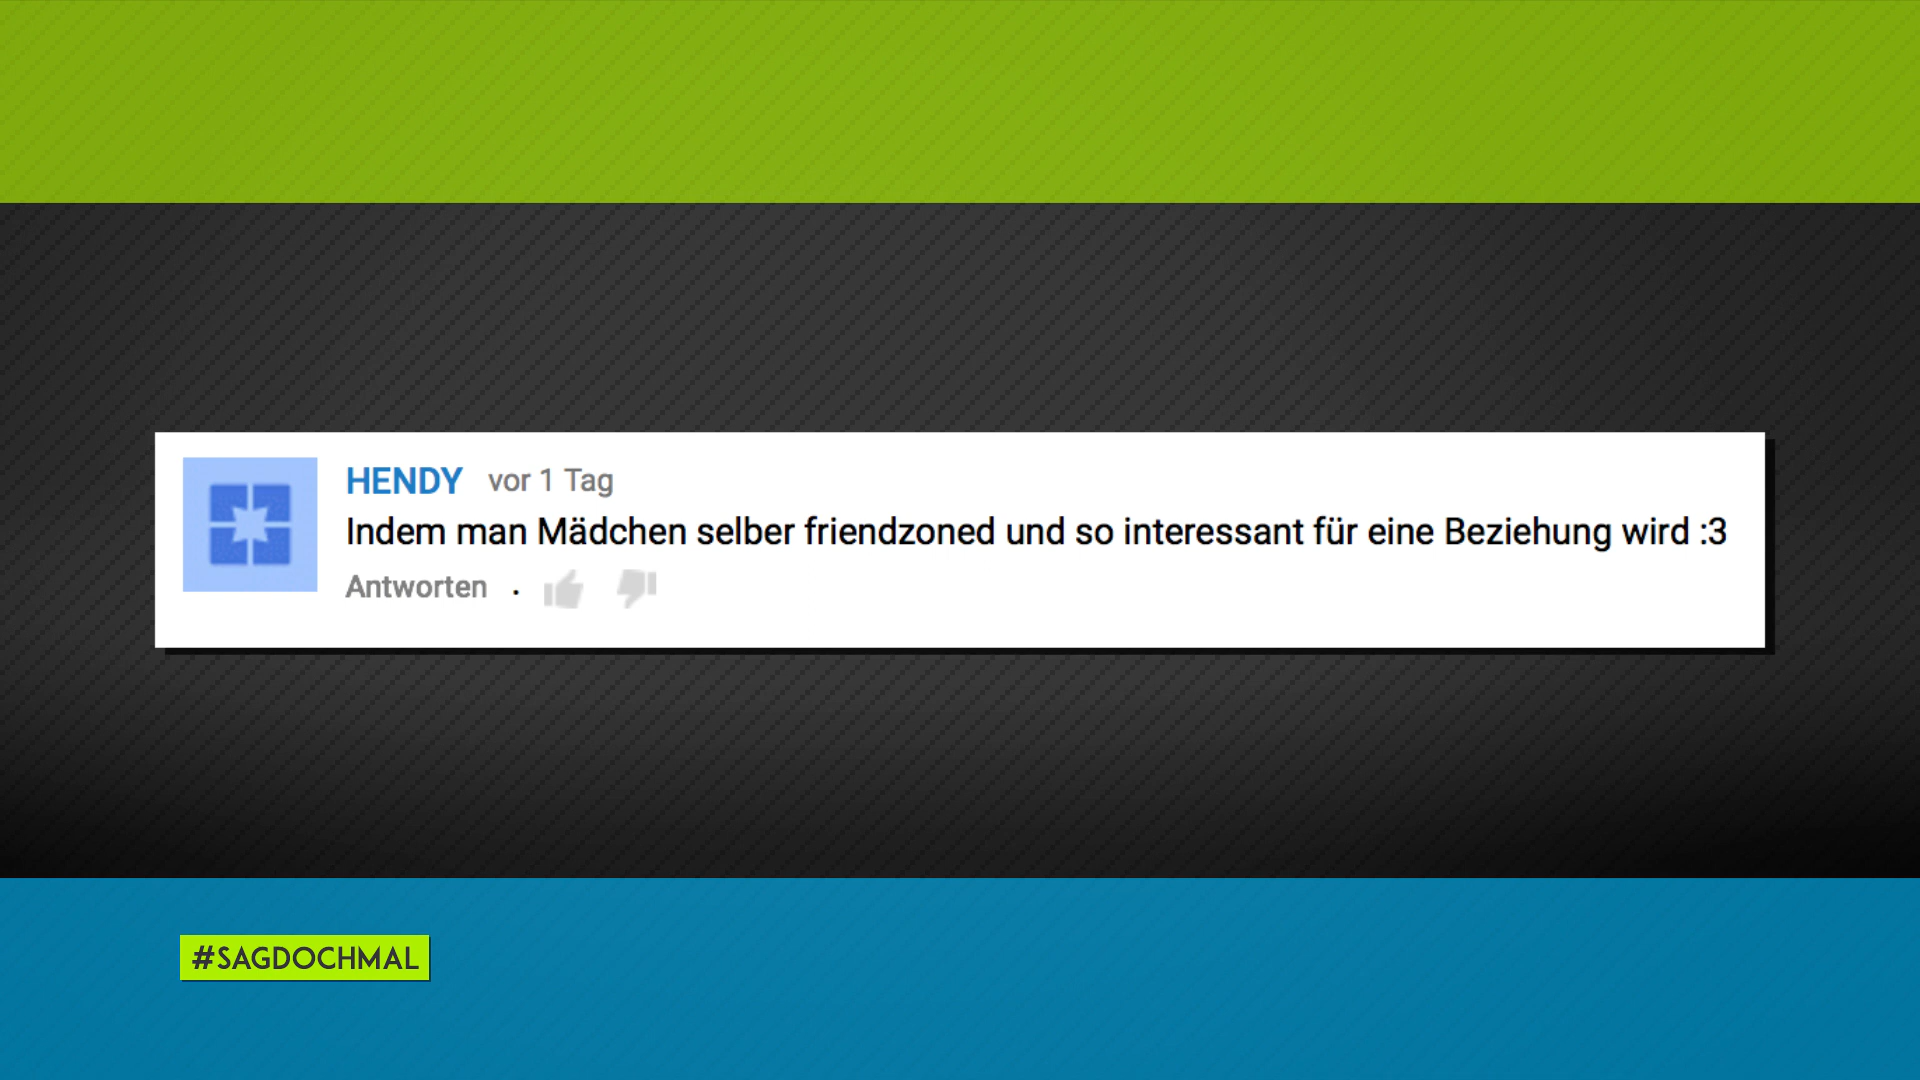 HENDY vor 1 Tag
Indem man Mädchen selber friendzoned und so interessant für eine Beziehung wird :3
Antworten .
#SAGDOCHMAL